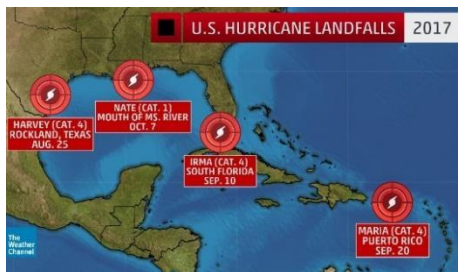 U.S. HURRICANE LANDFALLS 2017
HARVEY (CAT. 4)
ROCKLAND, TEXAS
AUG. 25
NATE (CAT. 1)
MOUTH OF MS. RIVER
OCT. 7
IRMA (CAT. 4)
SOUTH FLORIDA
SEP. 10
MARIA (CAT. 4)
PUERTO RICO
SEP. 20
The
Weather
Channel